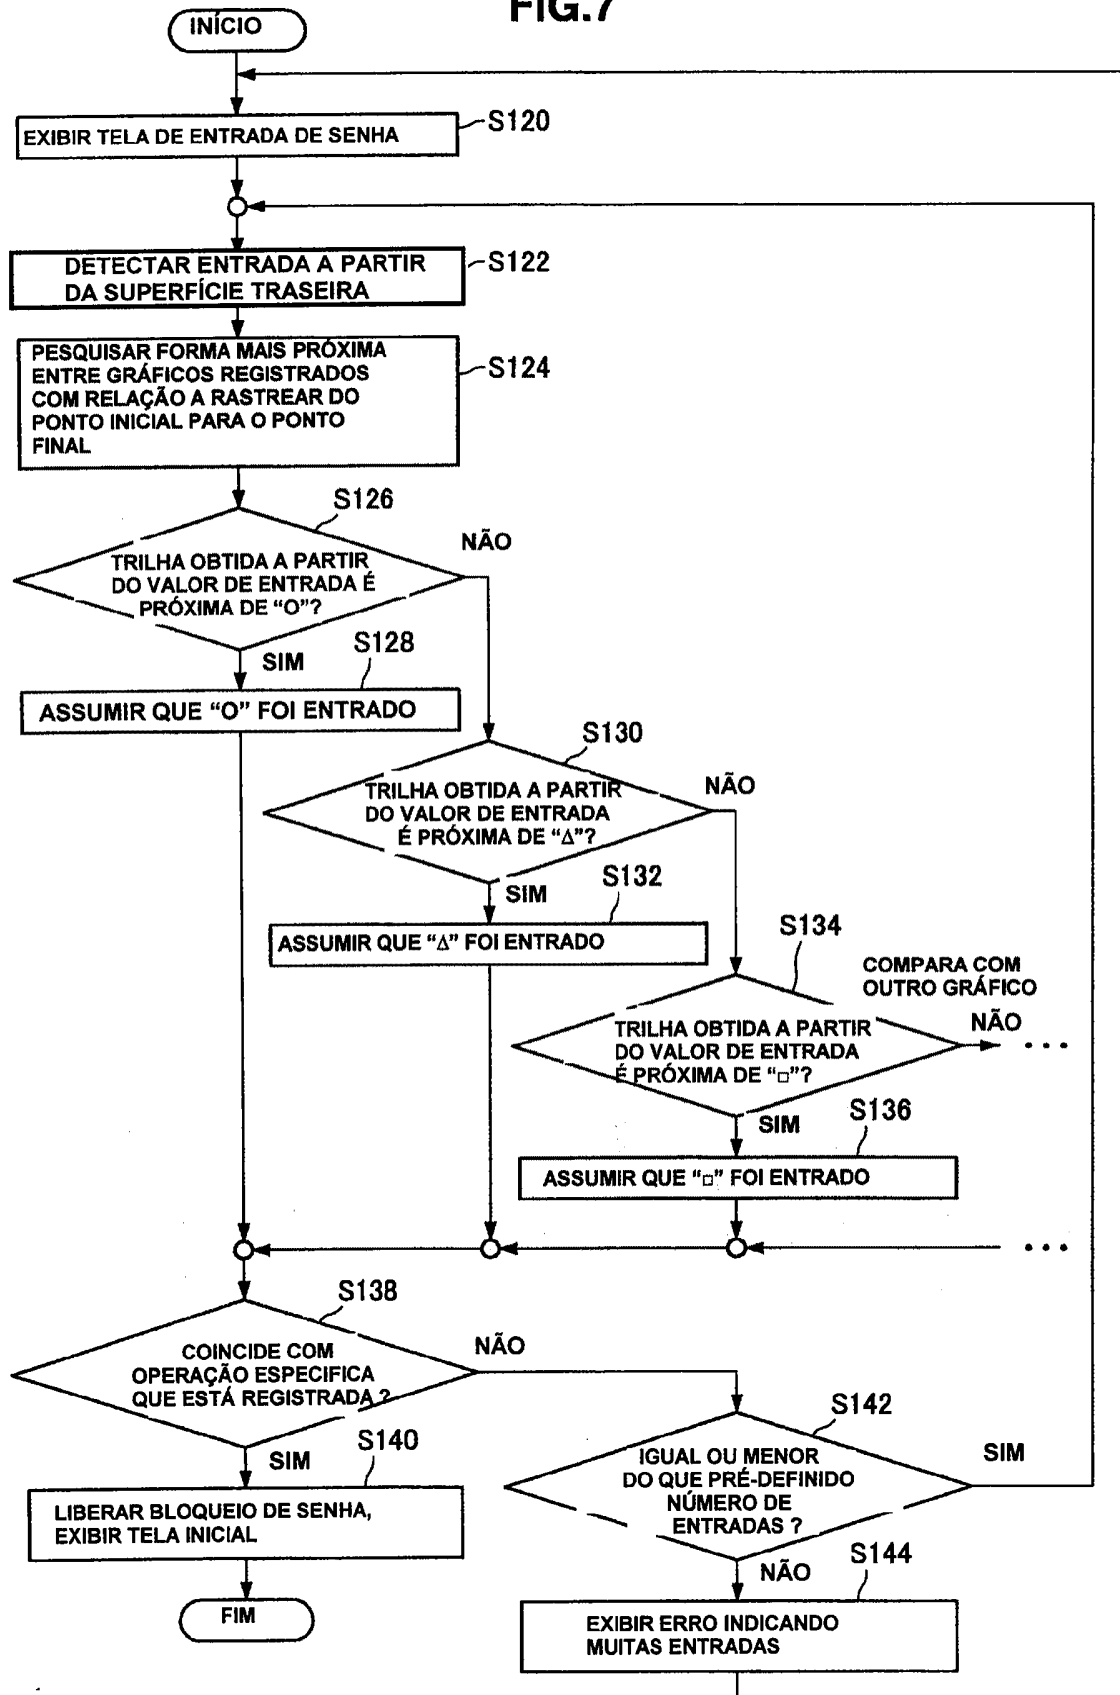 FIG.7
INÍCIO
EXIBIR TELA DE ENTRADA DE SENHA
S120
DETECTAR ENTRADA A PARTIR
DA SUPERFÍCIE TRASEIRA
S122
PESQUISAR FORMA MAIS PRÓXIMA
ENTRE GRÁFICOS REGISTRADOS
COM RELAÇÃO A RASTREAR DO
PONTO INICIAL PARA O PONTO
FINAL
S124
S126
TRILHA OBTIDA A PARTIR
DO VALOR DE ENTRADA É
PRÓXIMA DE “O”?
NÃO
SIM
S128
ASSUMIR QUE “O” FOI ENTRADO
S130
TRILHA OBTIDA A PARTIR
DO VALOR DE ENTRADA
É PRÓXIMA DE “Δ”?
NÃO
SIM
S132
ASSUMIR QUE “Δ” FOI ENTRADO
S134
COMPARA COM
OUTRO GRÁFICO
TRILHA OBTIDA A PARTIR
DO VALOR DE ENTRADA
É PRÓXIMA DE “□”?
NÃO
...
SIM
S136
ASSUMIR QUE “□” FOI ENTRADO
...
S138
COINCIDE COM
OPERAÇÃO ESPECIFICA
QUE ESTÁ REGISTRADA ?
NÃO
SIM
S140
LIBERAR BLOQUEIO DE SENHA,
EXIBIR TELA INICIAL
FIM
S142
IGUAL OU MENOR
DO QUE PRÉ-DEFINIDO
NÚMERO DE
ENTRADAS ?
SIM
NÃO
S144
EXIBIR ERRO INDICANDO
MUITAS ENTRADAS